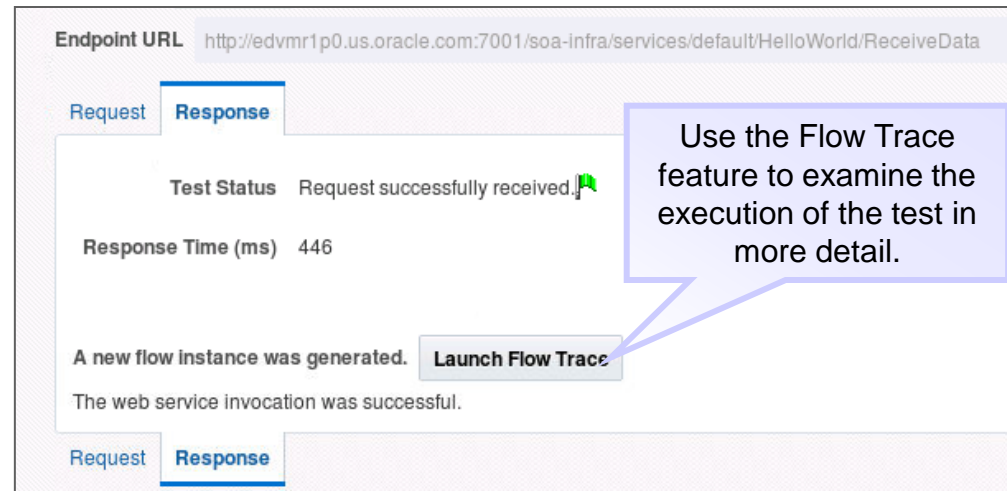 Endpoint URL http://edvmr1p0.us.oracle.com:7001/soa-infra/services/default/HelloWorld/ReceiveData
Request Response
Use the Flow Trace
feature to examine the
execution of the test in
more detail.
Test Status Request successfully received.
Response Time (ms) 446
A new flow instance was generated. Launch Flow Trace
The web service invocation was successful.
Request Response